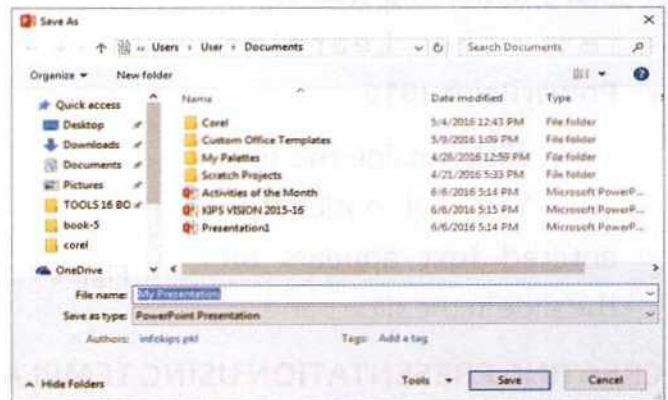 Save As
« Users › User › Documents
Search Documents
Organize
New folder
Quick access
Desktop
Downloads
Documents
Pictures
TOOLS 16 BO
book-5
corel
OneDrive
Name
Date modified
Type
Corel
5/4/2016 12:43 PM
File folder
Custom Office Templates
5/9/2016 1:09 PM
File folder
My Palettes
4/28/2016 12:59 PM
File folder
Scratch Projects
4/21/2016 5:33 PM
File folder
Activities of the Month
6/6/2016 5:14 PM
Microsoft PowerP...
KIPS VISION 2015-16
6/6/2016 5:15 PM
Microsoft PowerP...
Presentation1
6/6/2016 5:14 PM
Microsoft PowerP...
File name: My Presentation
Save as type: PowerPoint Presentation
Authors: infokips pkl
Tags: Add a tag
Hide Folders
Tools
Save
Cancel